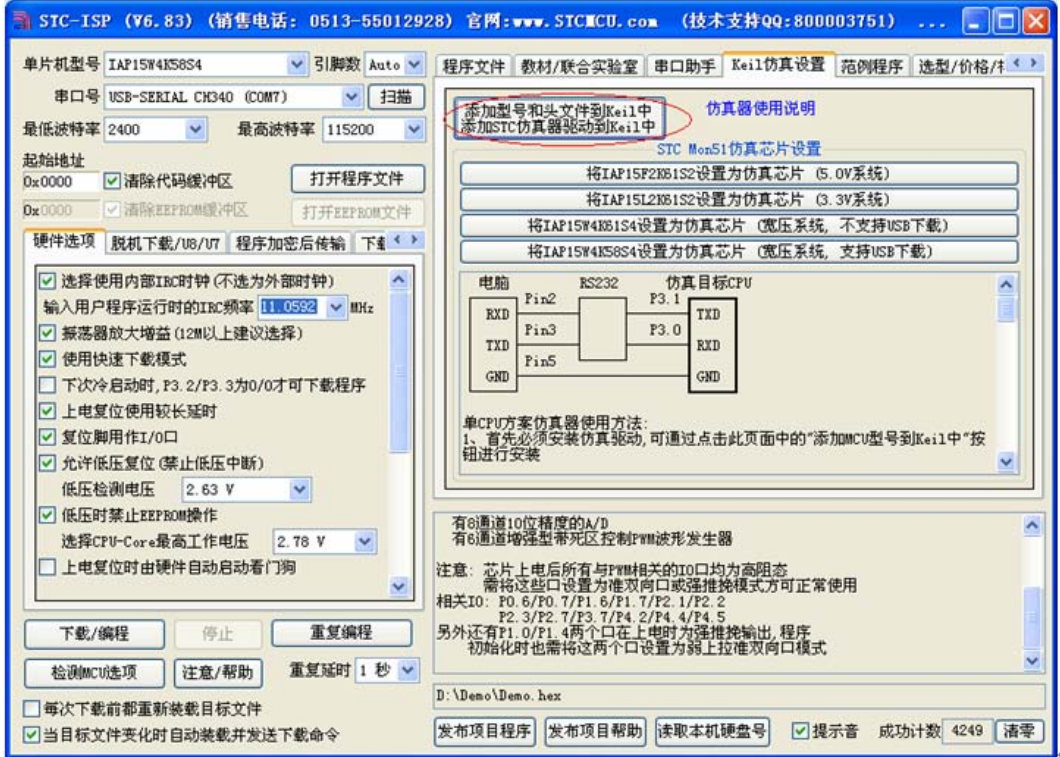 STC-ISP (V6.83) (销售电话: 0513-55012928) 官网:www.STCMCU.com (技术支持QQ:800003751) ...
单片机型号 IAP15W4K58S4 引脚数 Auto
串口号 USB-SERIAL CH340 (COM7) 扫描
最低波特率 2400 最高波特率 115200
起始地址
0x0000 清除代码缓冲区 打开程序文件
0x0000 清除EEPROM缓冲区 打开EEPROM文件
硬件选项 脱机下载/U8/U7 程序加密后传输
选择使用内部IRC时钟(不选为外部时钟)
输入用户程序运行时的IRC频率 11.0592 MHz
振荡器放大增益(12M以上建议选择)
使用快速下载模式
下次冷启动时,P3.2/P3.3为0/0才可下载程序
上电复位使用较长延时
复位脚用作I/O口
允许低压复位(禁止低压中断)
低压检测电压 2.63 V
低压时禁止EEPROM操作
选择CPU-Core最高工作电压 2.78 V
上电复位时由硬件自动启动看门狗
下载/编程 停止 重复编程
检测MCU选项 注意/帮助 重复延时 1 秒
每次下载前都重新装载目标文件
当目标文件变化时自动装载并发送下载命令
程序文件 教材/联合实验室 串口助手 Keil仿真设置 范例程序 选型/价格/
添加型号和头文件到Keil中
添加STC仿真器驱动到Keil中
仿真器使用说明
STC Mon51仿真芯片设置
将IAP15F2K61S2设置为仿真芯片 (5.0V系统)
将IAP15L2K61S2设置为仿真芯片 (3.3V系统)
将IAP15W4K61S4设置为仿真芯片 (宽压系统, 不支持USB下载)
将IAP15W4K58S4设置为仿真芯片 (宽压系统, 支持USB下载)
电脑 RS232 仿真目标CPU
RXD Pin2 P3.1 TXD
TXD Pin3 P3.0 RXD
GND Pin5 GND
单CPU方案仿真器使用方法:
1、首先必须安装仿真驱动,可通过点击此页面中的"添加MCU型号到Keil中"按
钮进行安装
有8通道10位精度的A/D
有6通道增强型带死区控制PWM波形发生器
注意: 芯片上电后所有与PWM相关的IO口均为高阻态
需将这些口设置为准双向口或强推挽模式方可正常使用
相关IO: P0.6/P0.7/P1.6/P1.7/P2.1/P2.2
P2.3/P2.7/P3.7/P4.2/P4.4/P4.5
另外还有P1.0/P1.4两个口在上电时为强推挽输出,程序
初始化时也需将这两个口设置为弱上拉准双向口模式
D:\Demo\Demo.hex
发布项目程序 发布项目帮助 读取本机硬盘号 提示音 成功计数 4249 清零